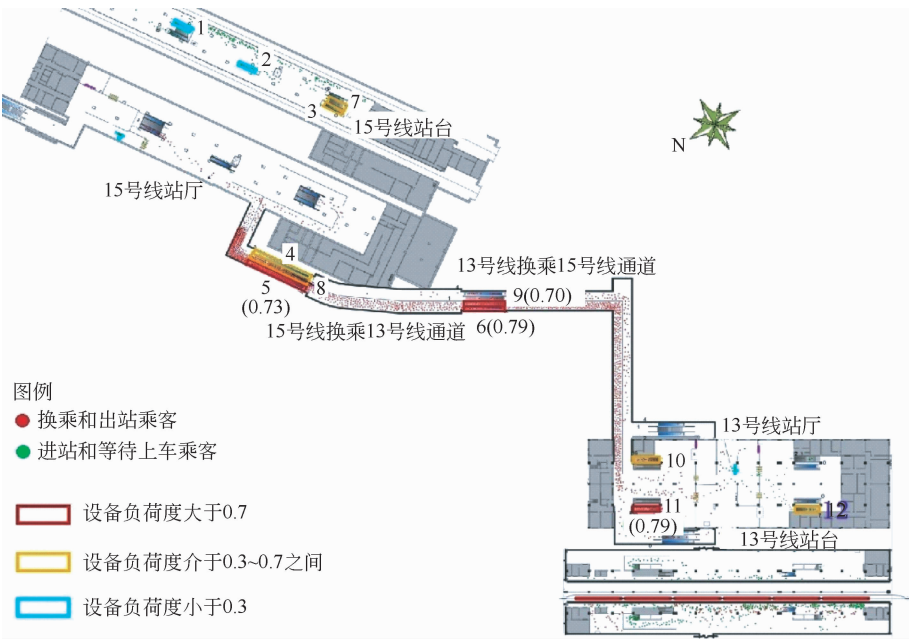 1
2
3
7
15号线站台
N
15号线站厅
4
5
(0.73)
8
13号线换乘15号线通道
9(0.70)
6(0.79)
15号线换乘13号线通道
13号线站厅
10
11
(0.79)
12
13号线站台
图例
换乘和出站乘客
进站和等待上车乘客
设备负荷度大于0.7
设备负荷度介于0.3~0.7之间
设备负荷度小于0.3